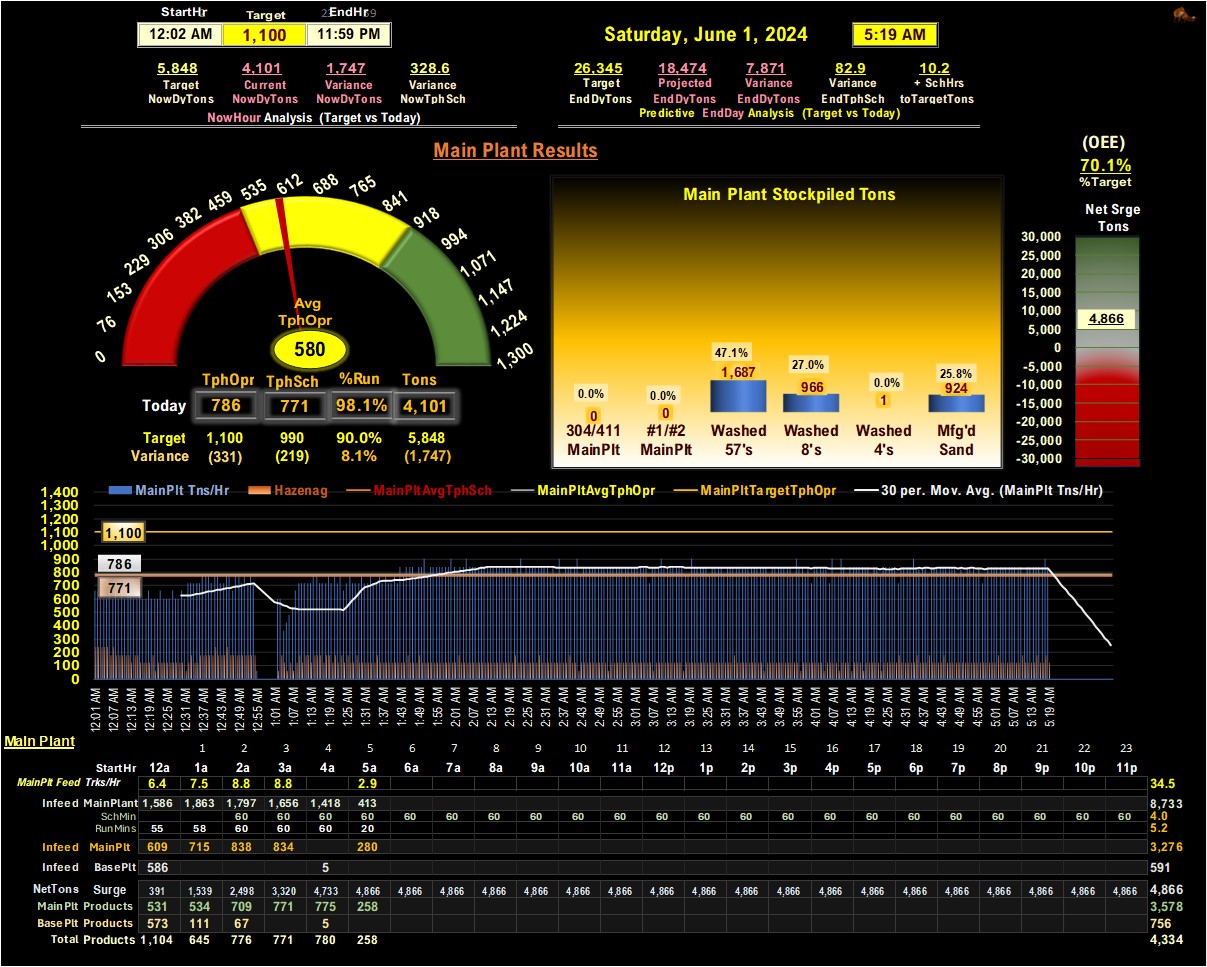 StartHr Target EndHr
12:02 AM 1,100 11:59 PM
Saturday, June 1, 2024 5:19 AM
5,848 4,101 1,747 328.6
Target Current Variance Variance
NowDyTons NowDyTons NowDyTons NowTphSch
NowHour Analysis (Target vs Today)
26,345 18,474 7,871 82.9 10.2
Target Projected Variance Variance + SchHrs
EndDyTons EndDyTons EndDyTons EndTphSch toTargetTons
Predictive EndDay Analysis (Target vs Today)
Main Plant Results
(OEE)
70.1%
%Target
0 76 153 229 306 382 459 535 612 688 765 841 918 994 1,071 1,147 1,224 1,300
Avg
TphOpr
580
TphOpr TphSch %Run Tons
Today 786 771 98.1% 4,101
Target 1,100 990 90.0% 5,848
Variance (331) (219) 8.1% (1,747)
Main Plant Stockpiled Tons
0.0% 0.0% 47.1% 27.0% 0.0% 25.8%
0 0 1,687 966 1 924
304/411 #1/#2 Washed Washed Washed Mfg'd
MainPlt MainPlt 57's 8's 4's Sand
Net Srge
Tons
30,000
25,000
20,000
15,000
10,000
4,866
5,000
0
-5,000
-10,000
-15,000
-20,000
-25,000
-30,000
MainPlt Tns/Hr Hazenag MainPltAvgTphSch MainPltAvgTphOpr MainPltTargetTphOpr 30 per. Mov. Avg. (MainPlt Tns/Hr)
1,400
1,300
1,200
1,100
1,000
900
800
700
600
500
400
300
200
100
0
1,100
786
771
12:01 AM 12:07 AM 12:13 AM 12:19 AM 12:25 AM 12:31 AM 12:37 AM 12:43 AM 12:49 AM 12:55 AM 1:01 AM 1:07 AM 1:13 AM 1:19 AM 1:25 AM 1:31 AM 1:37 AM 1:43 AM 1:49 AM 1:55 AM 2:01 AM 2:07 AM 2:13 AM 2:19 AM 2:25 AM 2:31 AM 2:37 AM 2:43 AM 2:49 AM 2:55 AM 3:01 AM 3:07 AM 3:13 AM 3:19 AM 3:25 AM 3:31 AM 3:37 AM 3:43 AM 3:49 AM 3:55 AM 4:01 AM 4:07 AM 4:13 AM 4:19 AM 4:25 AM 4:31 AM 4:37 AM 4:43 AM 4:49 AM 4:55 AM 5:01 AM 5:07 AM 5:13 AM 5:19 AM
Main Plant
1 2 3 4 5 6 7 8 9 10 11 12 13 14 15 16 17 18 19 20 21 22 23
StartHr 12a 1a 2a 3a 4a 5a 6a 7a 8a 9a 10a 11a 12p 1p 2p 3p 4p 5p 6p 7p 8p 9p 10p 11p
MainPlt Feed Trks/Hr 6.4 7.5 8.8 8.8 2.9 34.5
Infeed MainPlant 1,586 1,863 1,797 1,656 1,418 413 8,733
SchMin 60 60 60 60 60 60 60 60 60 60 60 60 60 60 60 60 60 60 60 60 60 60 4.0
RunMins 55 58 60 60 60 20 5.2
Infeed MainPlt 609 715 838 834 280 3,276
Infeed BasePlt 586 5 591
NetTons Surge 391 1,539 2,498 3,320 4,733 4,866 4,866 4,866 4,866 4,866 4,866 4,866 4,866 4,866 4,866 4,866 4,866 4,866 4,866 4,866 4,866 4,866 4,866 4,866 4,866
MainPlt Products 531 534 709 771 775 258 3,578
BasePlt Products 573 111 67 5 756
Total Products 1,104 645 776 771 780 258 4,334